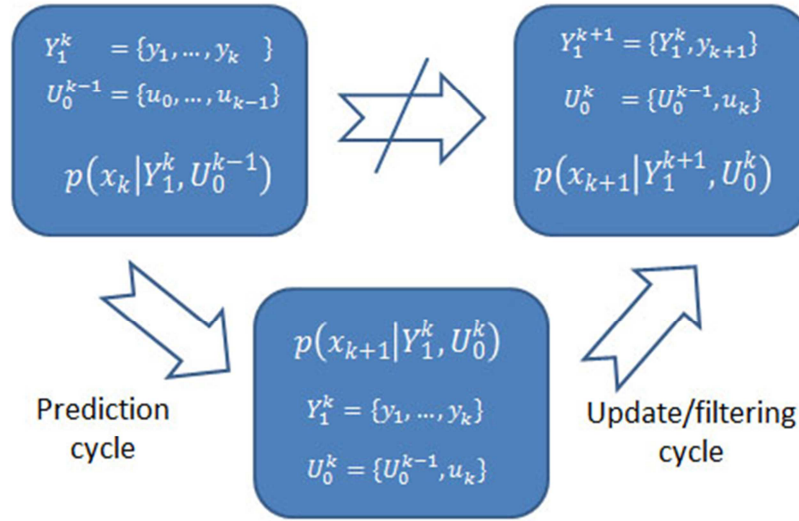 Y_1^k = {y_1, ..., y_k }
U_0^{k-1} = {u_0, ..., u_{k-1}}
p(x_k|Y_1^k, U_0^{k-1})
Y_1^{k+1} = {Y_1^k, y_{k+1}}
U_0^k = {U_0^{k-1}, u_k}
p(x_{k+1}|Y_1^{k+1}, U_0^k)
Prediction
cycle
p(x_{k+1}|Y_1^k, U_0^k)
Y_1^k = {y_1, ..., y_k}
U_0^k = {U_0^{k-1}, u_k}
Update/filtering
cycle